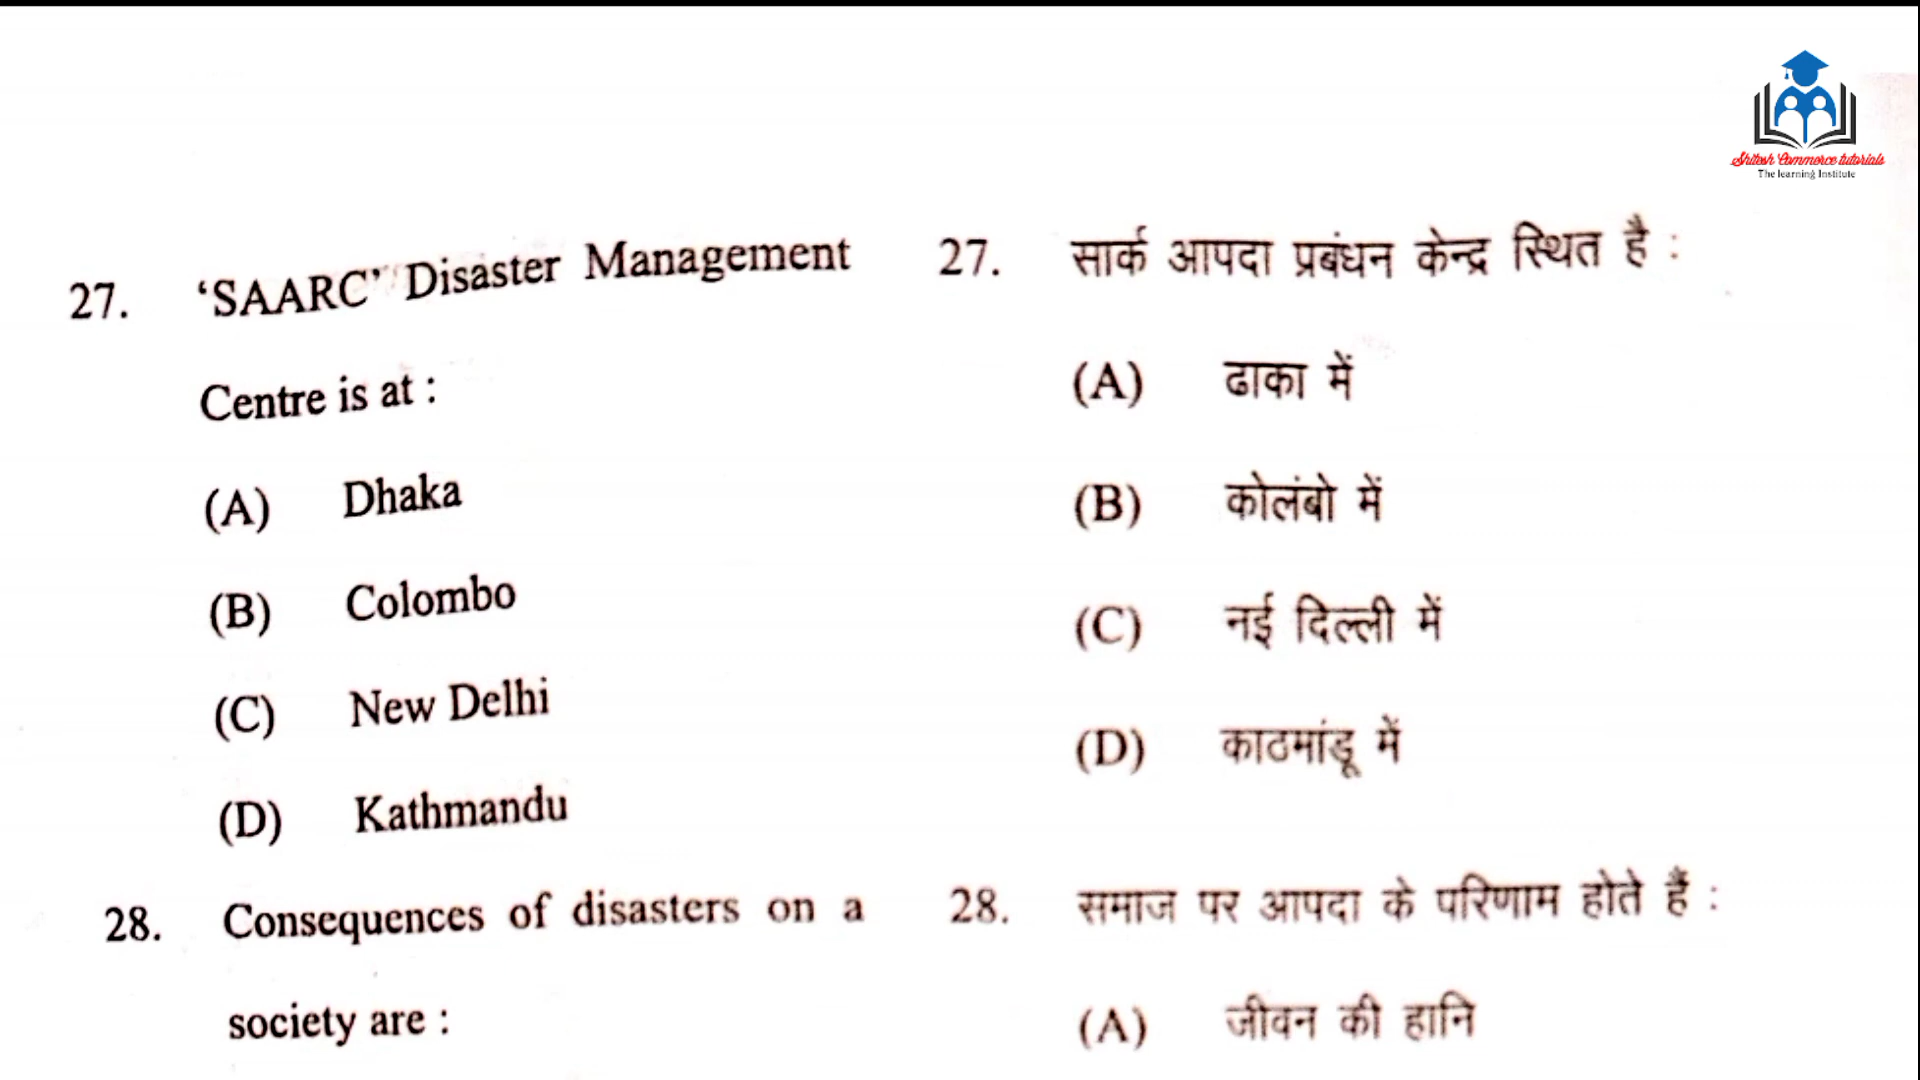 Shitesh Commerce tutorials
The learning Institute
27. ‘SAARC’ Disaster Management
Centre is at :
(A) Dhaka
(B) Colombo
(C) New Delhi
(D) Kathmandu
28. Consequences of disasters on a
society are :
27. सार्क आपदा प्रबंधन केन्द्र स्थित है :
(A) ढाका में
(B) कोलंबो में
(C) नई दिल्ली में
(D) काठमांडू में
28. समाज पर आपदा के परिणाम होते हैं :
(A) जीवन की हानि